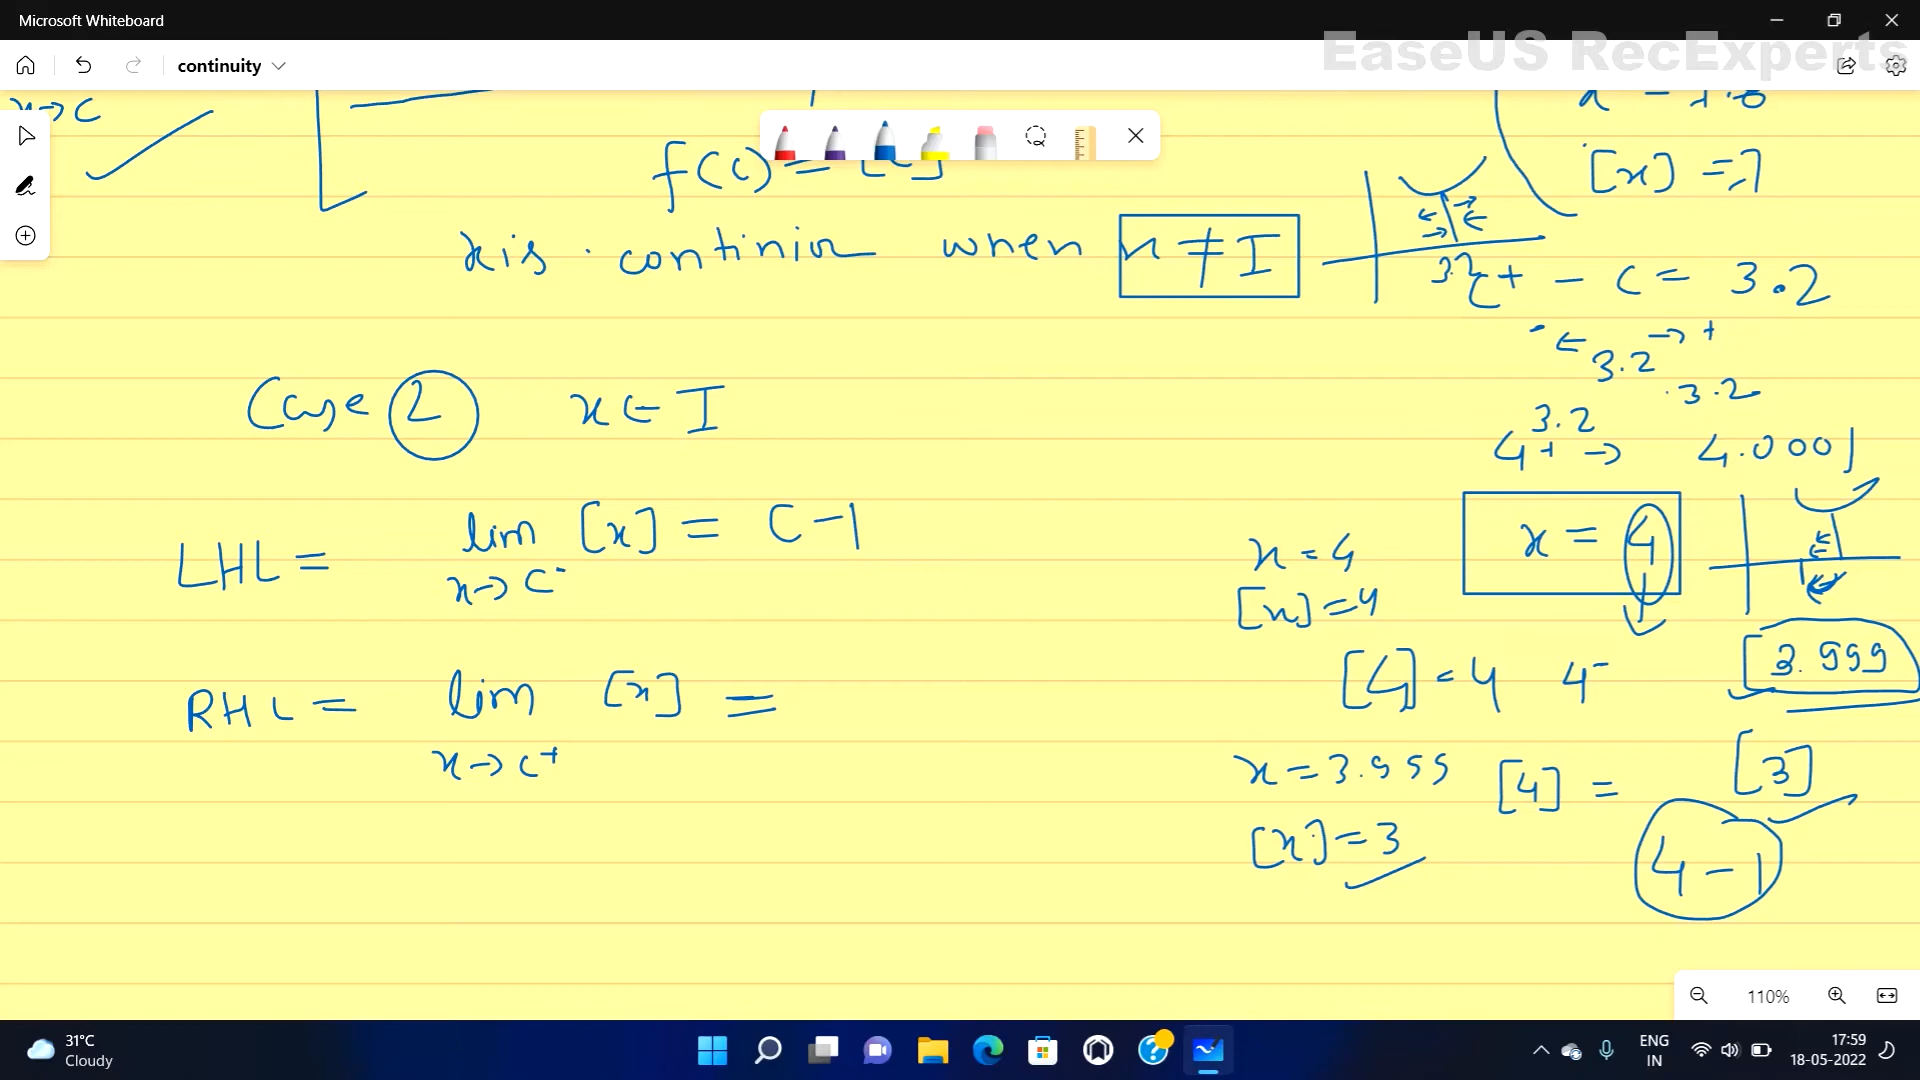 Microsoft Whiteboard
EaseUS RecExperts
continuity
x→c
f(c) =
[x] =
x is continior when x ≠ I
3.2 c+ - c = 3.2
← 3.2 → +
3.2
3.2
4+ → 4.0001
Case 2 x ∈ I
LHL = lim [x] = C-1
x→c-
x = 4
[x] = 4
x = 4
[4] = 4 4-
[3.999
RHL = lim [x] =
x→c+
x = 3.999
[x] = 3
[4] = [3]
4-1
110%
31°C
Cloudy
ENG
IN
17:59
18-05-2022